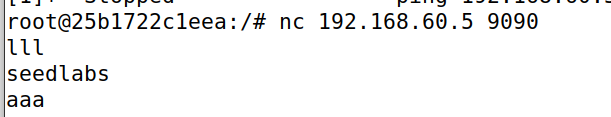 root@25b1722c1eea:/# nc 192.168.60.5 9090
lll
seedlabs
aaa